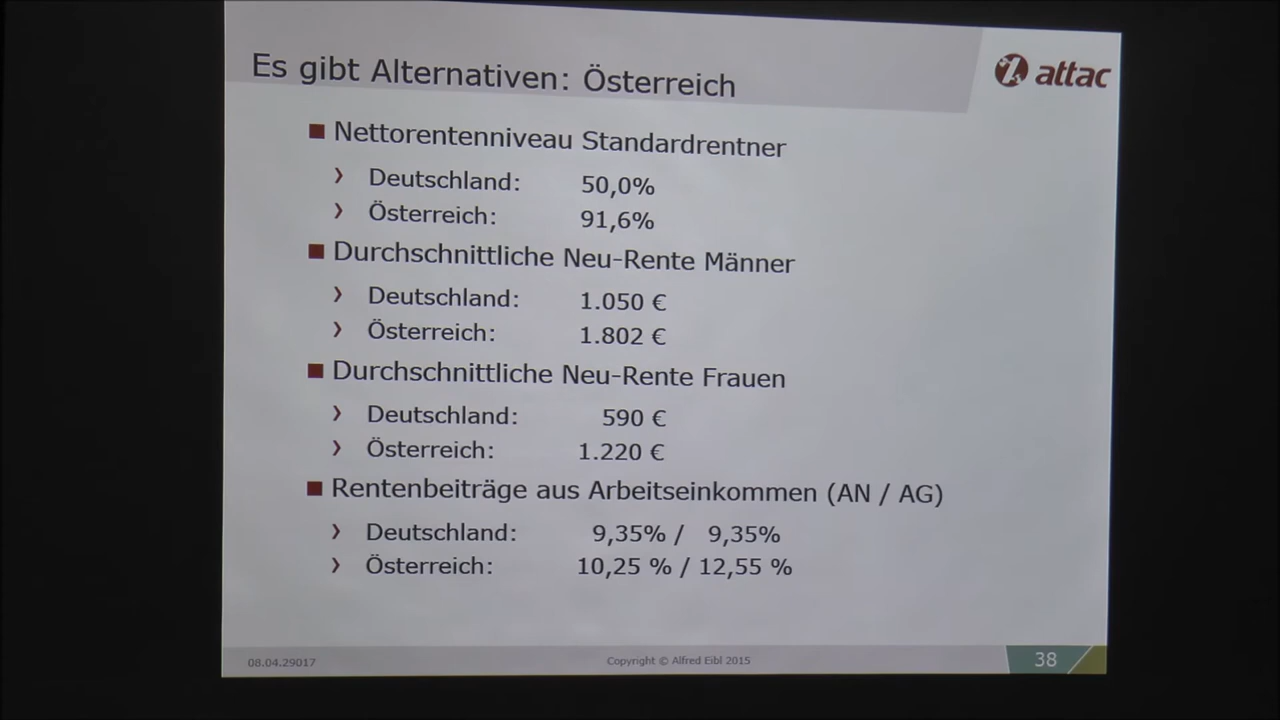 Es gibt Alternativen: Österreich
attac
Nettorentenniveau Standardrentner
Deutschland: 50,0%
Österreich: 91,6%
Durchschnittliche Neu-Rente Männer
Deutschland: 1.050 €
Österreich: 1.802 €
Durchschnittliche Neu-Rente Frauen
Deutschland: 590 €
Österreich: 1.220 €
Rentenbeiträge aus Arbeitseinkommen (AN / AG)
Deutschland: 9,35% / 9,35%
Österreich: 10,25 % / 12,55 %
08.04.29017
Copyright © Alfred Eibl 2015
38